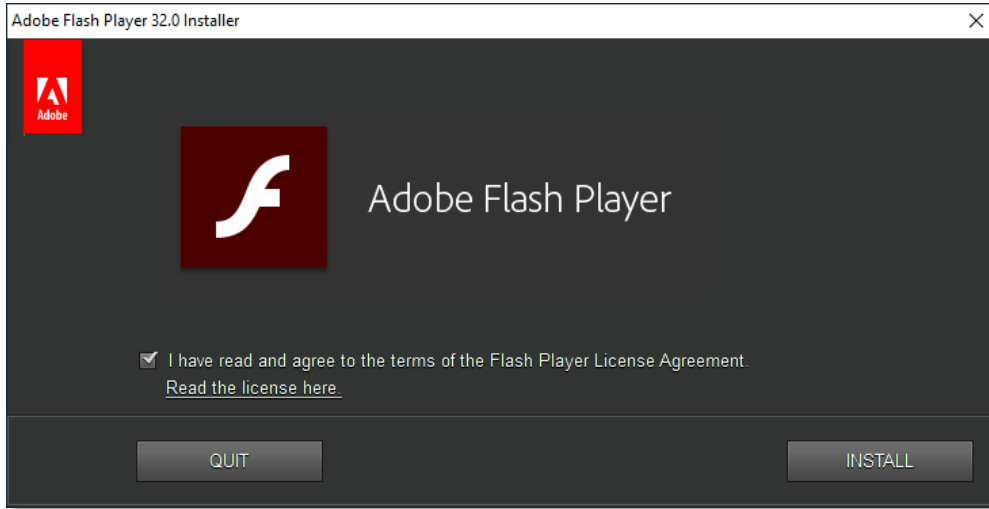 Adobe Flash Player 32.0 Installer
Adobe
Adobe Flash Player
I have read and agree to the terms of the Flash Player License Agreement.
Read the license here.
QUIT
INSTALL